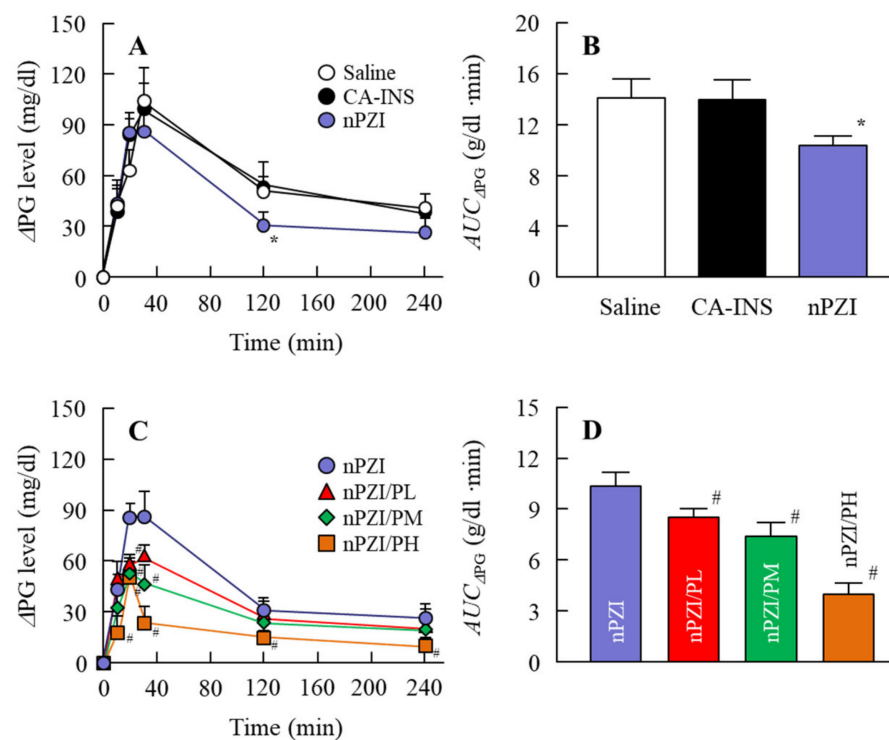 A
ΔPG level (mg/dl)
150
120
90
60
30
0
0 40 80 120 160 200 240
Time (min)
Saline
CA-INS
nPZI
*
B
AUCΔPG (g/dl ·min)
20
16
12
8
4
0
*
Saline CA-INS nPZI
C
ΔPG level (mg/dl)
150
120
90
60
30
0
0 40 80 120 160 200 240
Time (min)
nPZI
nPZI/PL
nPZI/PM
nPZI/PH
#
#
#
#
#
#
#
#
D
AUCΔPG (g/dl ·min)
15
12
9
6
3
0
nPZI
nPZI/PL
#
nPZI/PM
#
nPZI/PH
#